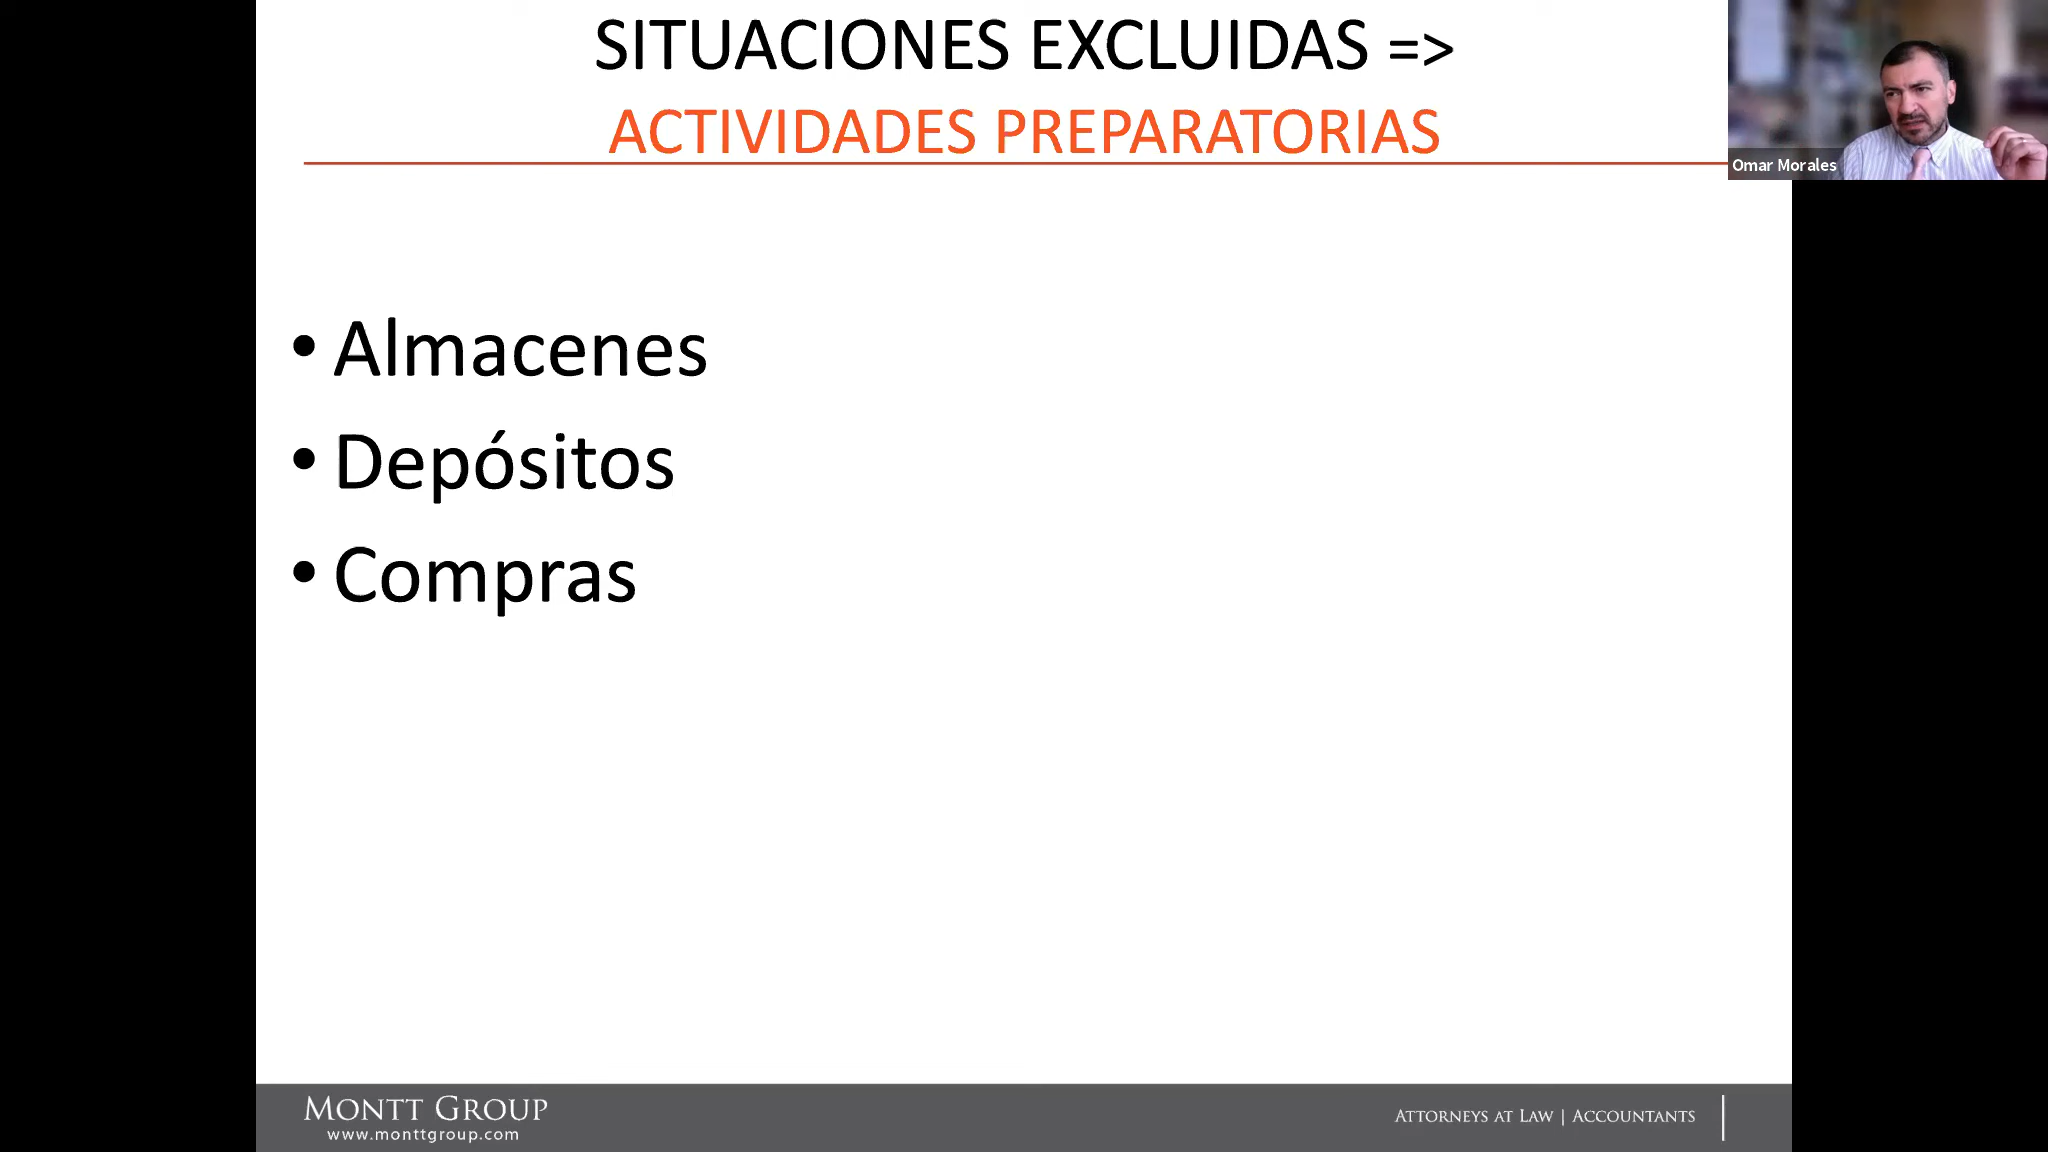 SITUACIONES EXCLUIDAS =>
ACTIVIDADES PREPARATORIAS
Omar Morales
• Almacenes
• Depósitos
• Compras
MONTT GROUP
www.monttgroup.com
ATTORNEYS AT LAW | ACCOUNTANTS